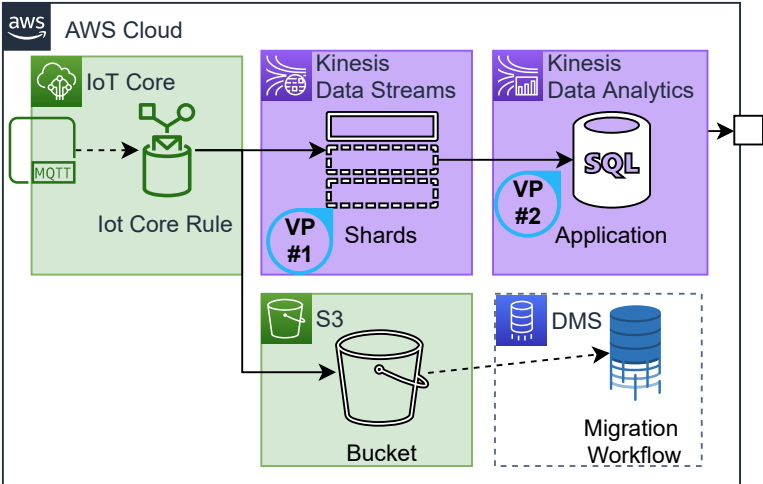 aws
AWS Cloud
IoT Core
MQTT
Iot Core Rule
Kinesis
Data Streams
VP
#1
Shards
Kinesis
Data Analytics
SQL
VP
#2
Application
S3
Bucket
DMS
Migration
Workflow